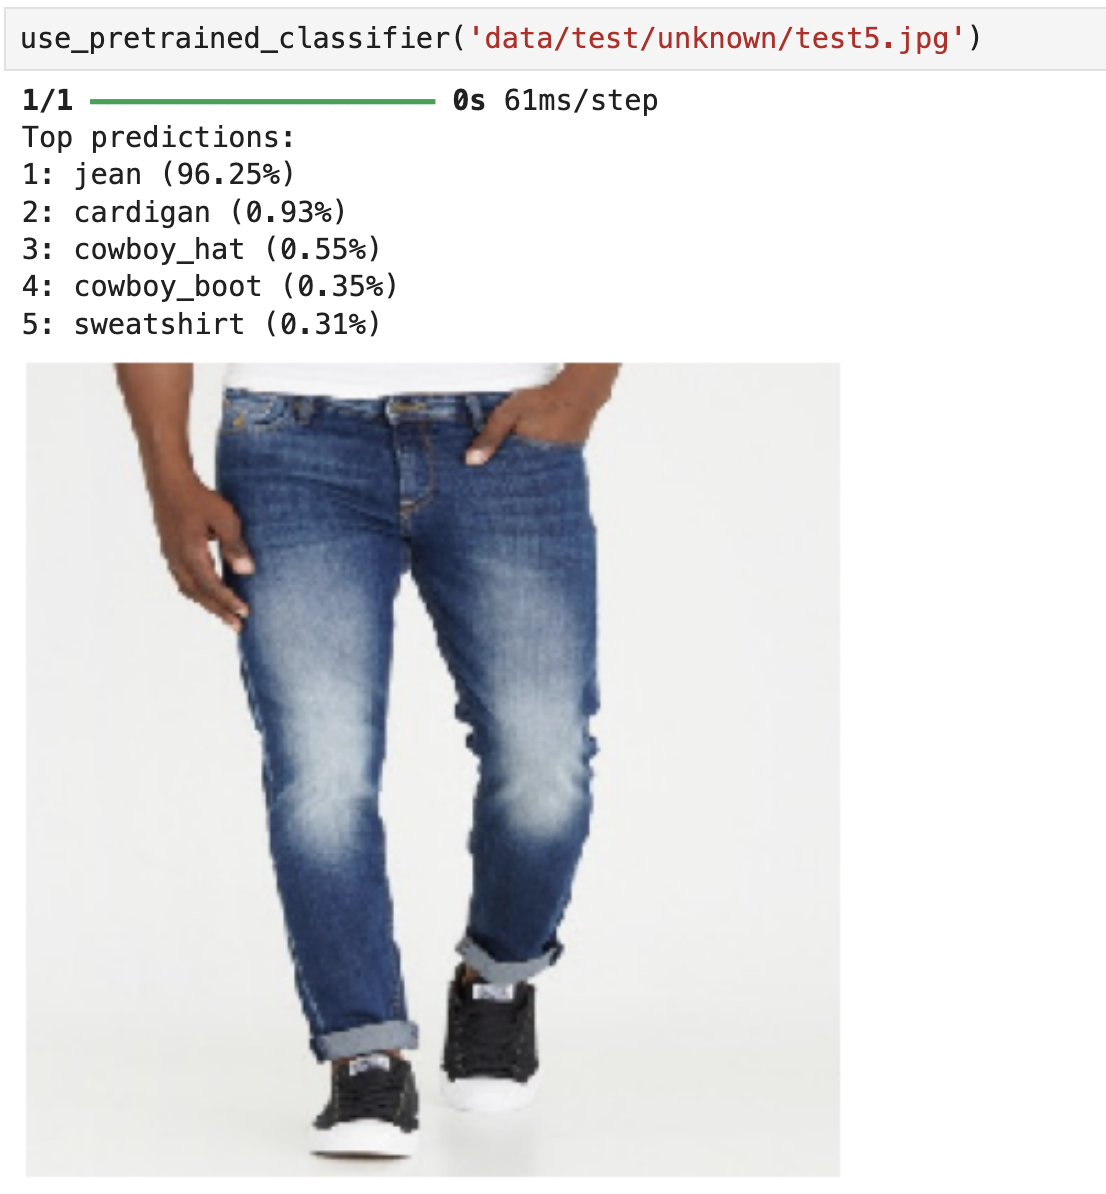 use_pretrained_classifier('data/test/unknown/test5.jpg')
1/1 0s 61ms/step
Top predictions:
1: jean (96.25%)
2: cardigan (0.93%)
3: cowboy_hat (0.55%)
4: cowboy_boot (0.35%)
5: sweatshirt (0.31%)